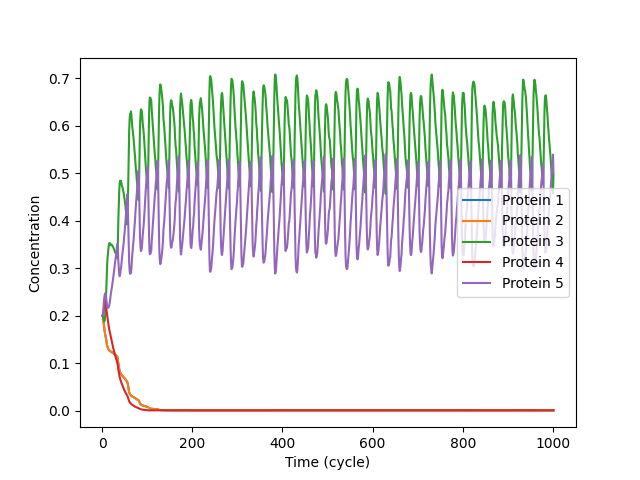 0.7
0.6
0.5
0.4
0.3
0.2
0.1
0.0
Concentration
Protein 1
Protein 2
Protein 3
Protein 4
Protein 5
0 200 400 600 800 1000
Time (cycle)